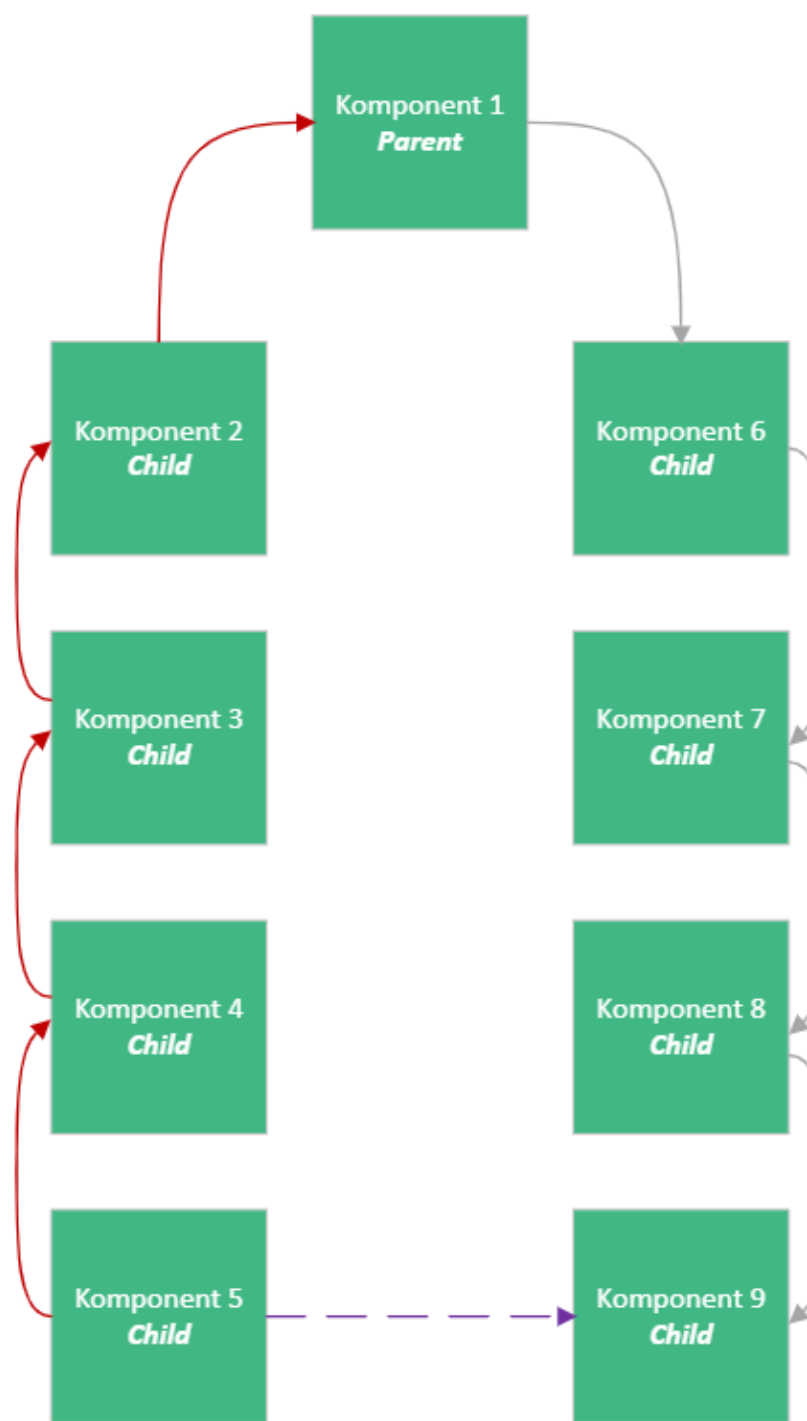 Komponent 1
Parent
Komponent 2
Child
Komponent 6
Child
Komponent 3
Child
Komponent 7
Child
Komponent 4
Child
Komponent 8
Child
Komponent 5
Child
Komponent 9
Child